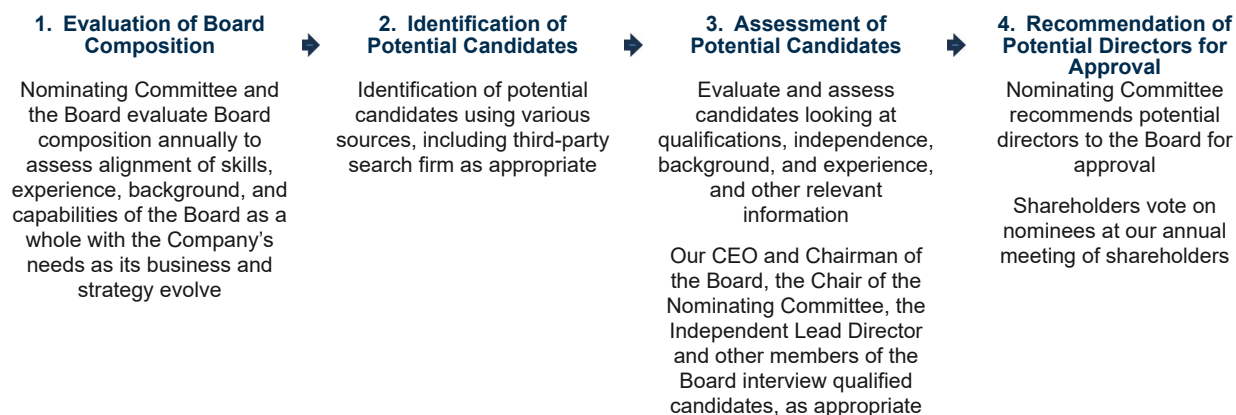 1. Evaluation of Board
Composition
Nominating Committee and
the Board evaluate Board
composition annually to
assess alignment of skills,
experience, background, and
capabilities of the Board as a
whole with the Company’s
needs as its business and
strategy evolve
2. Identification of
Potential Candidates
Identification of potential
candidates using various
sources, including third-party
search firm as appropriate
3. Assessment of
Potential Candidates
Evaluate and assess
candidates looking at
qualifications, independence,
background, and experience,
and other relevant
information
Our CEO and Chairman of
the Board, the Chair of the
Nominating Committee, the
Independent Lead Director
and other members of the
Board interview qualified
candidates, as appropriate
4. Recommendation of
Potential Directors for
Approval
Nominating Committee
recommends potential
directors to the Board for
approval
Shareholders vote on
nominees at our annual
meeting of shareholders